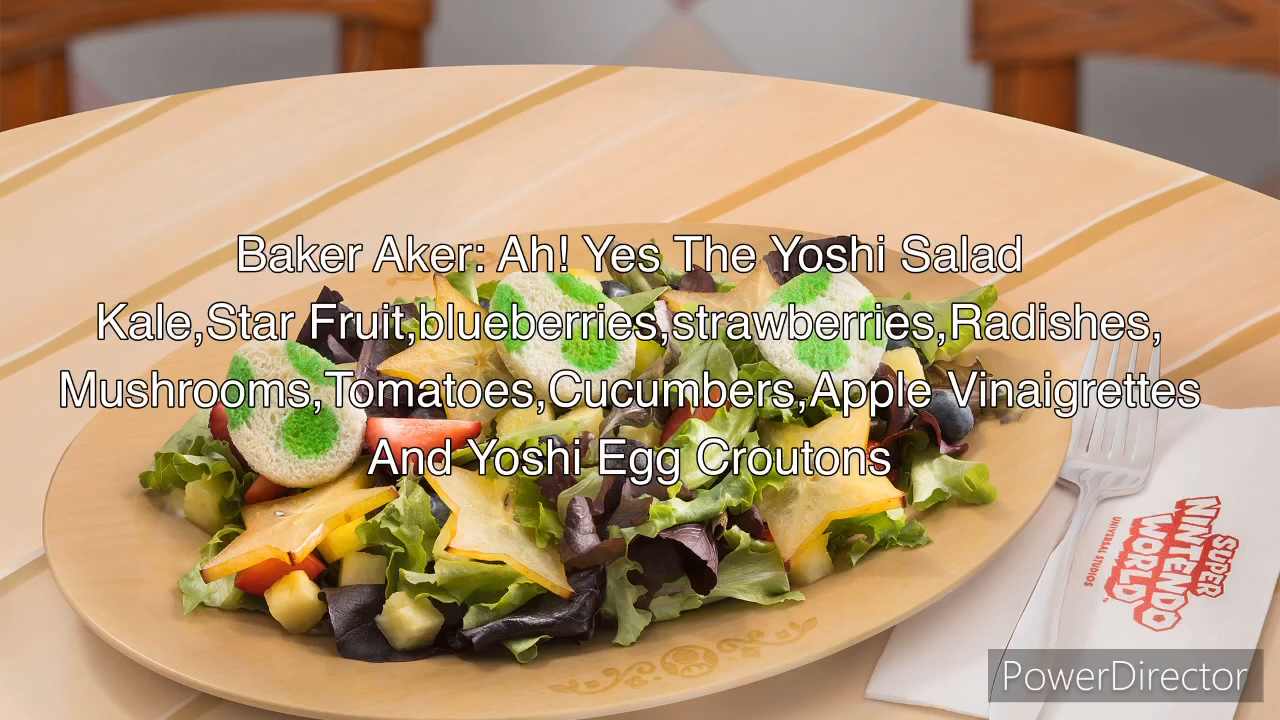 Baker Aker: Ah! Yes The Yoshi Salad
Kale,Star Fruit,blueberries,strawberries,Radishes,
Mushrooms,Tomatoes,Cucumbers,Apple Vinaigrettes
And Yoshi Egg Croutons
SUPER
NINTENDO
WORLD
TM
UNIVERSAL STUDIOS
PowerDirector